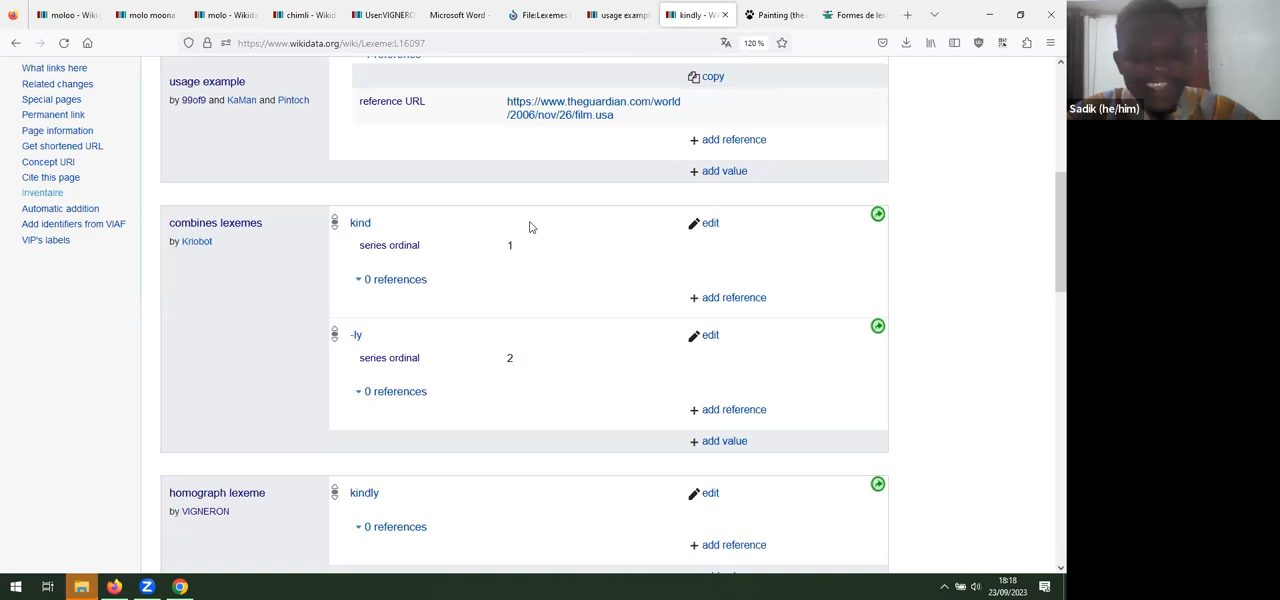 moloo - Wiki
molo moona
molo - Wikida
chimli - Wikid
User:VIGNERO
Microsoft Word -
File:Lexemes
usage examp
kindly - W
Painting (the
Formes de le
https://www.wikidata.org/wiki/Lexeme:L16097
120 %
What links here
Related changes
Special pages
Permanent link
Page information
Get shortened URL
Concept URI
Cite this page
Inventaire
Automatic addition
Add identifiers from VIAF
VIP's labels
usage example
by 99of9 and KaMan and Pintoch
copy
reference URL
https://www.theguardian.com/world
/2006/nov/26/film.usa
+ add reference
+ add value
combines lexemes
by Kriobot
kind
edit
series ordinal 1
0 references
+ add reference
-ly
edit
series ordinal 2
0 references
+ add reference
+ add value
homograph lexeme
by VIGNERON
kindly
edit
0 references
+ add reference
Sadik (he/him)
18:18
23/09/2023